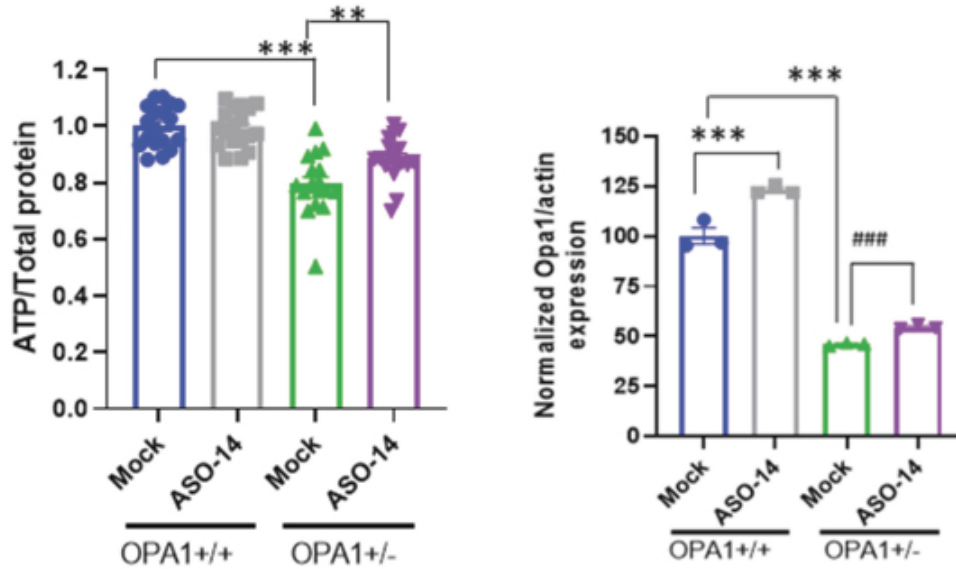 ATP/Total protein
1.2
1.0
0.8
0.6
0.4
0.2
0.0
***
**
Mock
ASO-14
Mock
ASO-14
OPA1+/+
OPA1+/-
Normalized Opa1/actin
expression
150
125
100
75
50
25
0
***
***
###
Mock
ASO-14
Mock
ASO-14
OPA1+/+
OPA1+/-